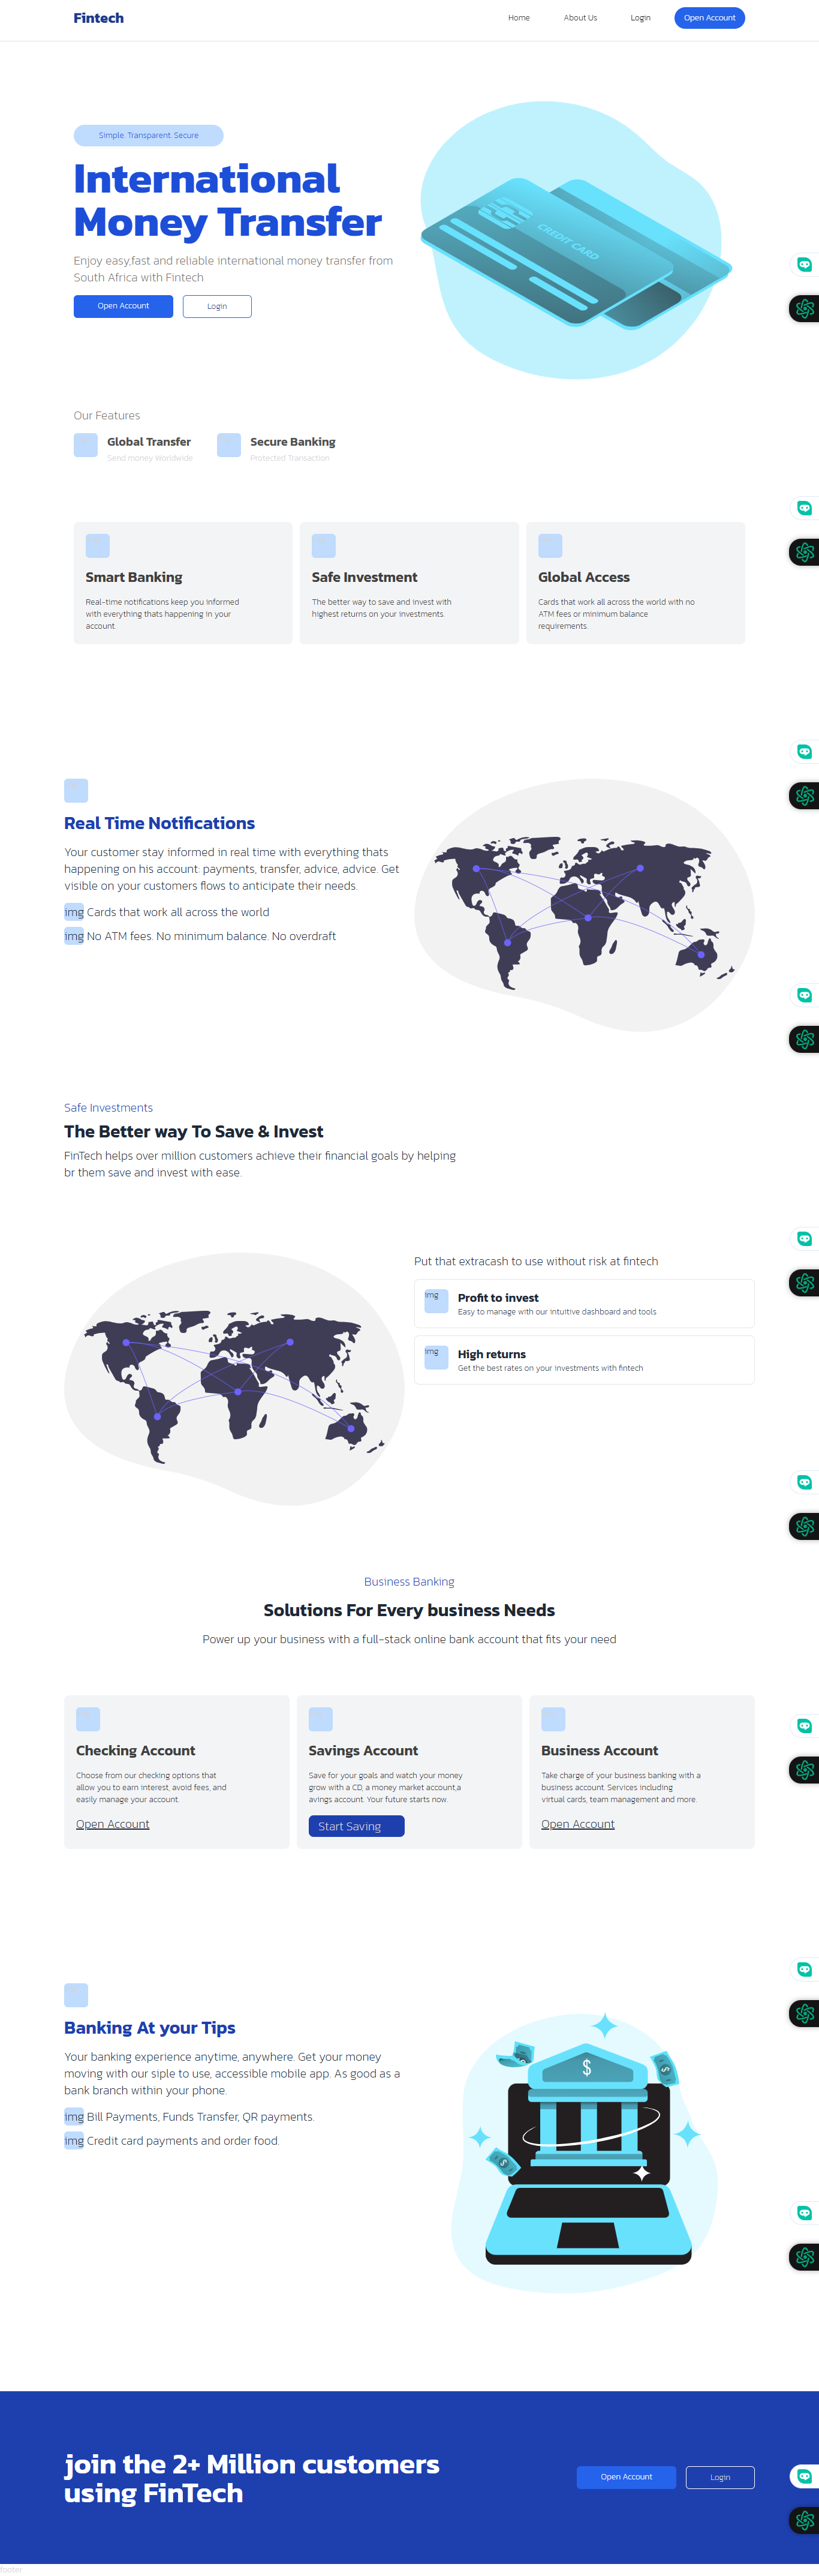 Fintech
Home About Us Login Open Account
Simple. Transparent. Secure
International
Money Transfer
Enjoy easy,fast and reliable international money transfer from
South Africa with Fintech
Open Account Login
CREDIT CARD
Our Features
Global Transfer
Send money Worldwide
Secure Banking
Protected Transaction
Smart Banking
Real-time notifications keep you informed
with everything thats happening in your
account.
Safe Investment
The better way to save and invest with
highest returns on your investments.
Global Access
Cards that work all across the world with no
ATM fees or minimum balance
requirements.
Real Time Notifications
Your customer stay informed in real time with everything thats
happening on his account: payments, transfer, advice, advice. Get
visible on your customers flows to anticipate their needs.
img Cards that work all across the world
img No ATM fees. No minimum balance. No overdraft
Safe Investments
The Better way To Save & Invest
FinTech helps over million customers achieve their financial goals by helping
br them save and invest with ease.
Put that extracash to use without risk at fintech
img
Profit to invest
Easy to manage with our intuitive dashboard and tools
img
High returns
Get the best rates on your investments with fintech
Business Banking
Solutions For Every business Needs
Power up your business with a full-stack online bank account that fits your need
Checking Account
Choose from our checking options that
allow you to earn interest, avoid fees, and
easily manage your account.
Open Account
Savings Account
Save for your goals and watch your money
grow with a CD, a money market account,a
avings account. Your future starts now.
Start Saving
Business Account
Take charge of your business banking with a
business account. Services including
virtual cards, team management and more.
Open Account
Banking At your Tips
Your banking experience anytime, anywhere. Get your money
moving with our siple to use, accessible mobile app. As good as a
bank branch within your phone.
img Bill Payments, Funds Transfer, QR payments.
img Credit card payments and order food.
$
join the 2+ Million customers
using FinTech
Open Account Login
footer